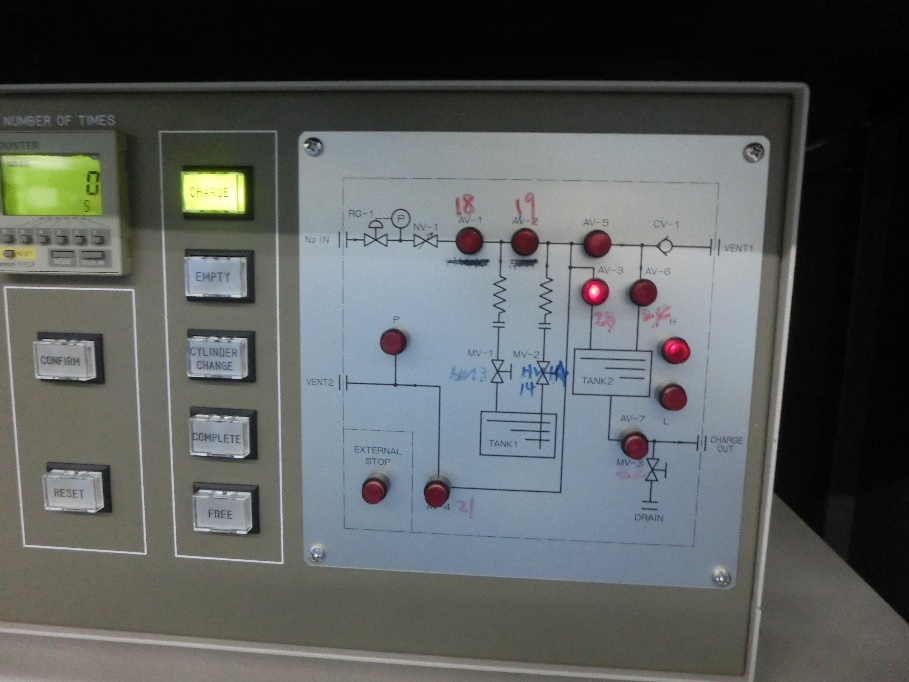 NUMBER OF TIMES
0
S
CHARGE
EMPTY
CYLINDER
CHANGE
COMPLETE
FREE
CONFIRM
RESET
18
19
RG-1
P
NV-1
AV-1
AV-2
AV-5
CV-1
N2 IN
VENT1
AV-3
AV-6
23
H
P
MV-1
MV-2
14
VENT2
TANK2
L
TANK1
AV-7
CHARGE
OUT
MV-3
EXTERNAL
STOP
21
DRAIN